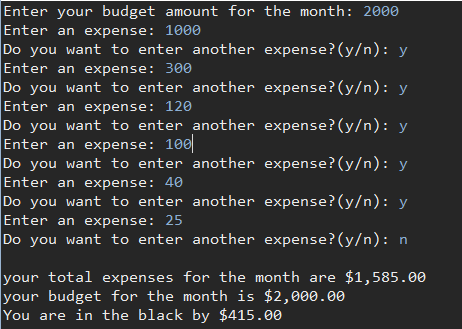 Enter your budget amount for the month: 2000
Enter an expense: 1000
Do you want to enter another expense?(y/n): y
Enter an expense: 300
Do you want to enter another expense?(y/n): y
Enter an expense: 120
Do you want to enter another expense?(y/n): y
Enter an expense: 100
Do you want to enter another expense?(y/n): y
Enter an expense: 40
Do you want to enter another expense?(y/n): y
Enter an expense: 25
Do you want to enter another expense?(y/n): n
your total expenses for the month are $1,585.00
your budget for the month is $2,000.00
You are in the black by $415.00